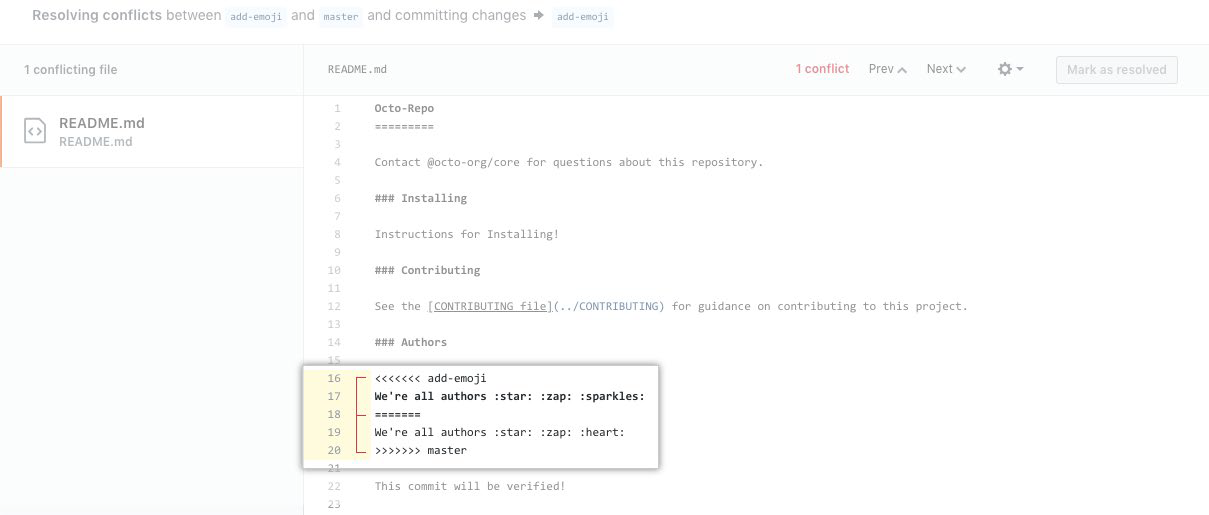 Resolving conflicts between add-emoji and master and committing changes → add-emoji
1 conflicting file
README.md
README.md
README.md
1 conflict Prev Next Mark as resolved
1 Octo-Repo
2 =========
3
4 Contact @octo-org/core for questions about this repository.
5
6 ### Installing
7
8 Instructions for Installing!
9
10 ### Contributing
11
12 See the [CONTRIBUTING file](../CONTRIBUTING) for guidance on contributing to this project.
13
14 ### Authors
15
16 <<<<<<< add-emoji
17 We're all authors :star: :zap: :sparkles:
18 =======
19 We're all authors :star: :zap: :heart:
20 >>>>>>> master
21
22 This commit will be verified!
23